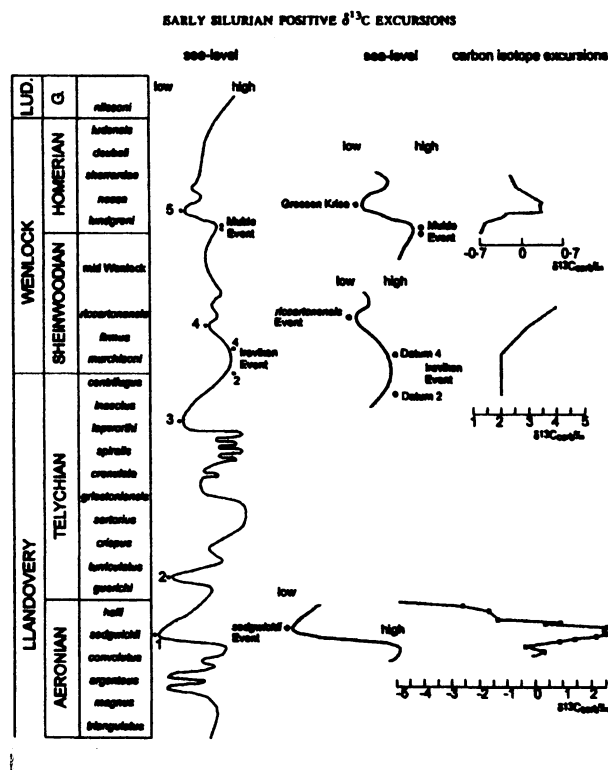 EARLY SILURIAN POSITIVE δ13C EXCURSIONS
sea-level
sea-level
carbon isotope excursions
low
high
LUD.
G.
nilssoni
WENLOCK
HOMERIAN
ludensis
deubeli
sherrardae
nassa
lundgreni
5
Mulde
Event
low
high
Grossen Krise
Mulde
Event
-0·7
0
0·7
δ13Ccarb/‰
SHEINWOODIAN
mid Wenlock
riccartonensis
firmus
murchisoni
4
4
Ireviken
Event
2
low
high
riccartonensis
Event
Datum 4
Ireviken
Event
Datum 2
1
2
3
4
5
δ13Ccarb/‰
LLANDOVERY
TELYCHIAN
centrifugus
insectus
lapworthi
spiralis
crenulata
griestoniensis
sartorius
crispus
turriculatus
guerichi
3
2
AERONIAN
halli
sedgwickii
convolutus
argenteus
magnus
triangulatus
1
low
high
sedgwickii
Event
-5
-4
-3
-2
-1
0
1
2
δ13Ccarb/‰